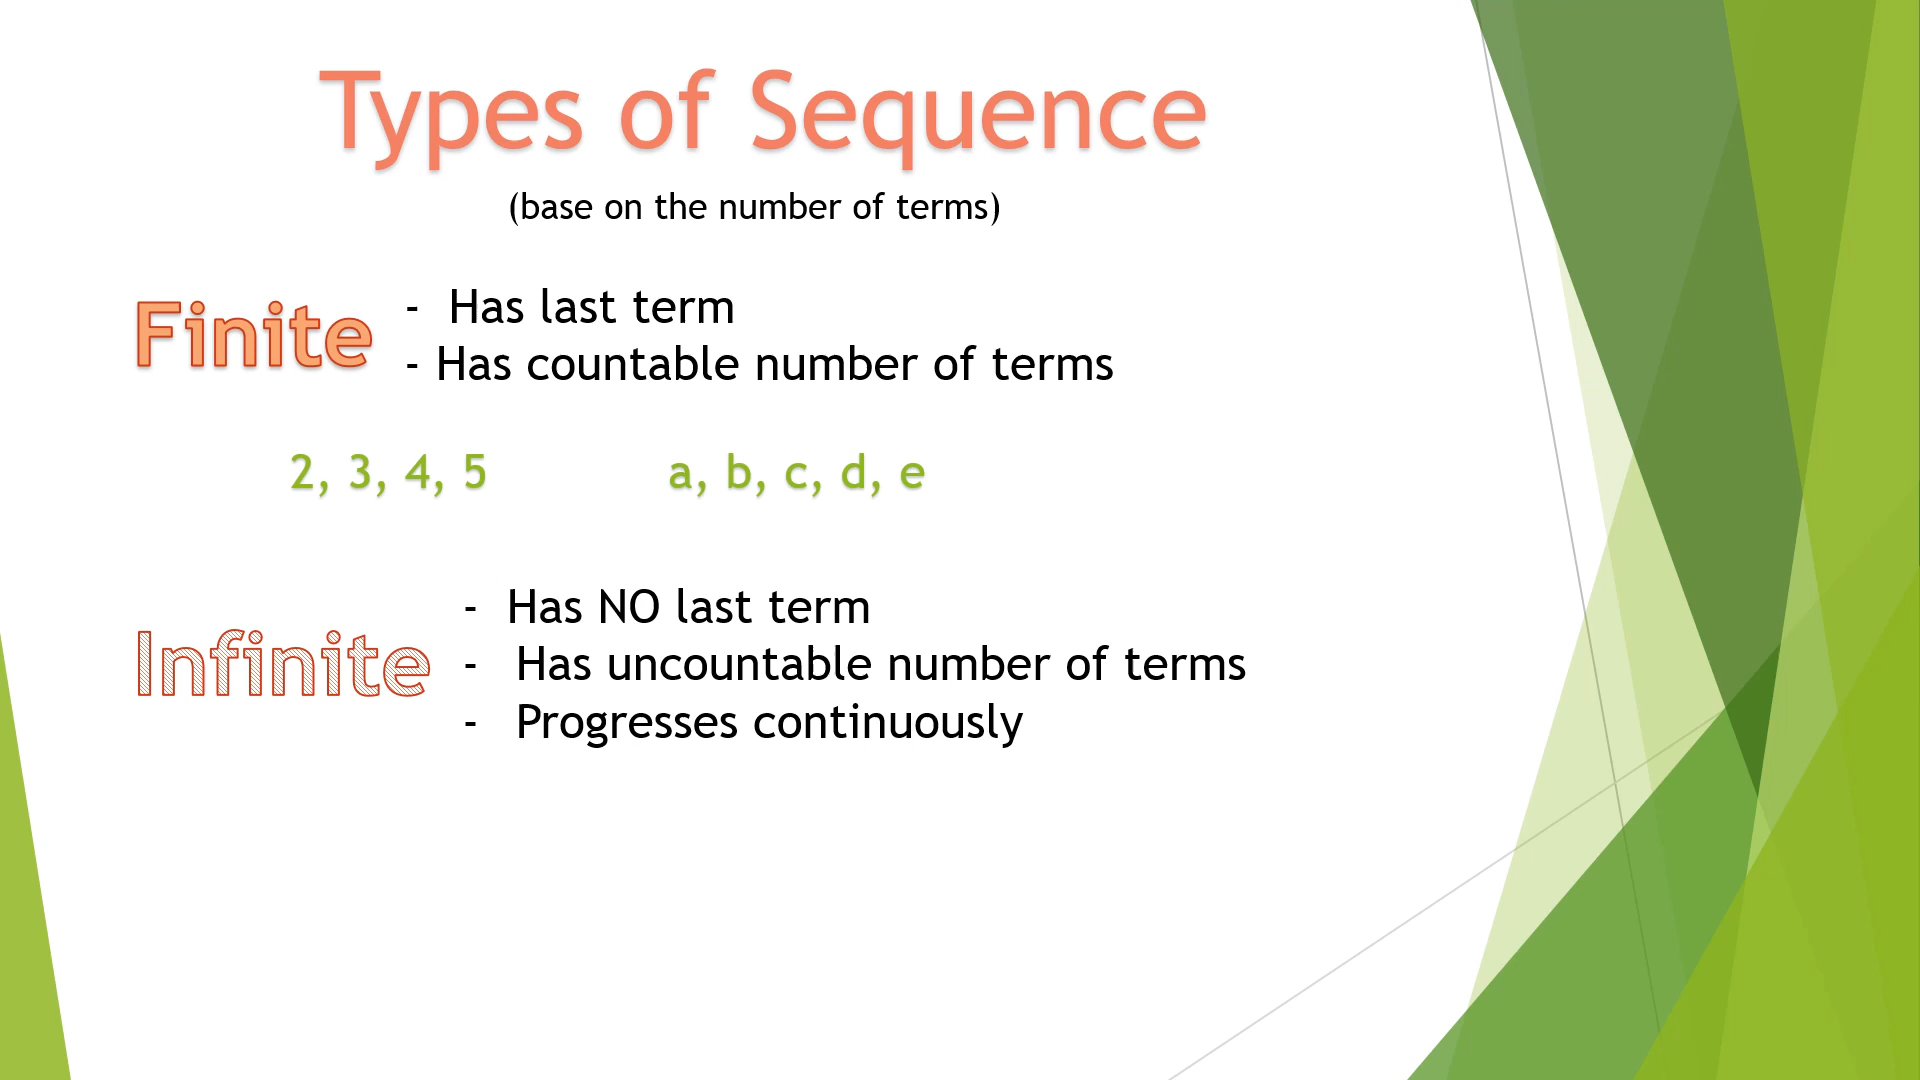 Types of Sequence
(base on the number of terms)
Finite
- Has last term
- Has countable number of terms
2, 3, 4, 5
a, b, c, d, e
Infinite
- Has NO last term
- Has uncountable number of terms
- Progresses continuously